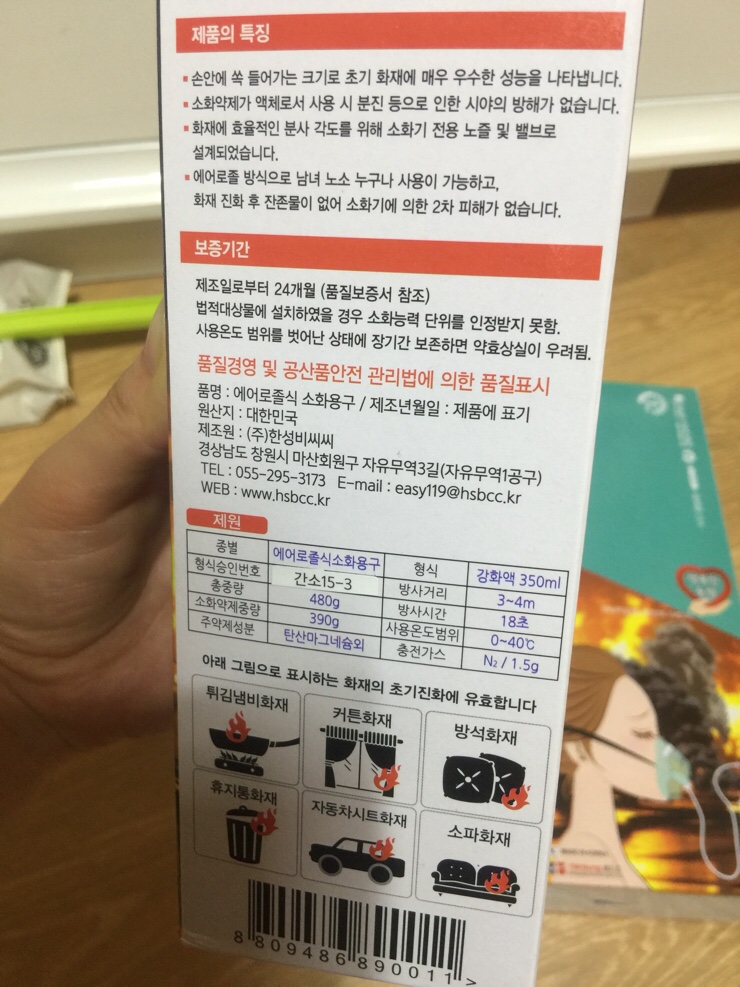 제품의 특징
▪ 손안에 쏙 들어가는 크기로 초기 화재에 매우 우수한 성능을 나타냅니다.
▪ 소화약제가 액체로서 사용 시 분진 등으로 인한 시야의 방해가 없습니다.
▪ 화재에 효율적인 분사 각도를 위해 소화기 전용 노즐 및 밸브로
설계되었습니다.
▪ 에어로졸 방식으로 남녀 노소 누구나 사용이 가능하고,
화재 진화 후 잔존물이 없어 소화기에 의한 2차 피해가 없습니다.
보증기간
제조일로부터 24개월 (품질보증서 참조)
법적대상물에 설치하였을 경우 소화능력 단위를 인정받지 못함.
사용온도 범위를 벗어난 상태에 장기간 보존하면 약효상실이 우려됨.
품질경영 및 공산품안전 관리법에 의한 품질표시
품명 : 에어로졸식 소화용구 / 제조년월일 : 제품에 표기
원산지 : 대한민국
제조원 : (주)한성비씨씨
경상남도 창원시 마산회원구 자유무역3길(자유무역1공구)
TEL : 055-295-3173 E-mail : easy119@hsbcc.kr
WEB : www.hsbcc.kr
제원
종별 에어로졸식소화용구 형식 강화액 350ml
형식승인번호 간소15-3 방사거리 3~4m
총중량 480g 방사시간 18초
소화약제중량 390g 사용온도범위 0~40℃
주약제성분 탄산마그네슘외 충전가스 N₂ / 1.5g
아래 그림으로 표시하는 화재의 초기진화에 유효합니다
튀김냄비화재 커튼화재 방석화재
휴지통화재 자동차시트화재 소파화재
8 809486 890011 >